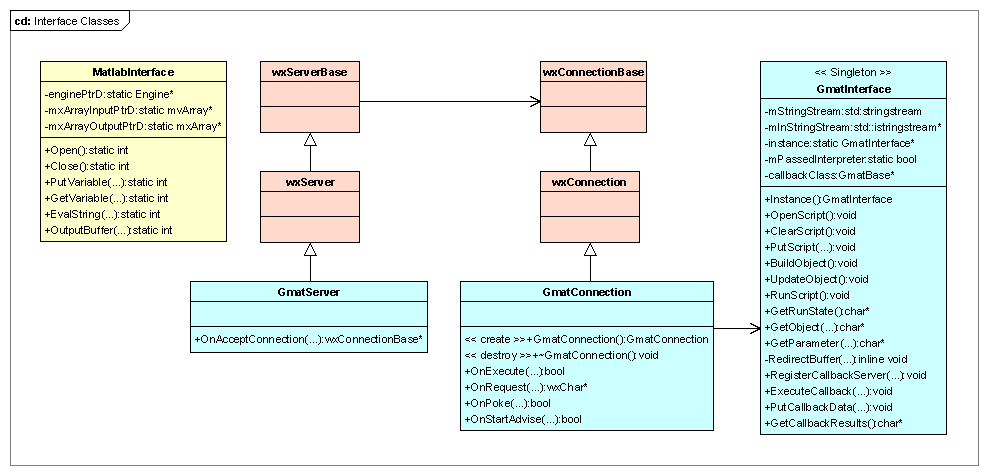 cd: Interface Classes
MatlabInterface
-enginePtrD:static Engine*
-mxArrayInputPtrD:static mvArray*
-mxArrayOutputPtrD:static mxArray*
+Open():static int
+Close():static int
+PutVariable(...):static int
+GetVariable(...):static int
+EvalString(...):static int
+OutputBuffer(...):static int
wxServerBase
wxServer
GmatServer
+OnAcceptConnection(...):wxConnectionBase*
wxConnectionBase
wxConnection
GmatConnection
<< create >>+GmatConnection():GmatConnection
<< destroy >>+~GmatConnection():void
+OnExecute(...):bool
+OnRequest(...):wxChar*
+OnPoke(...):bool
+OnStartAdvise(...):bool
<< Singleton >>
GmatInterface
-mStringStream:std:stringstream
-mInStringStream:std::istringstream*
-instance:static GmatInterface*
-mPassedInterpreter:static bool
-callbackClass:GmatBase*
+Instance():GmatInterface
+OpenScript():void
+ClearScript():void
+PutScript(...):void
+BuildObject():void
+UpdateObject():void
+RunScript():void
+GetRunState():char*
+GetObject(...):char*
+GetParameter(...):char*
-RedirectBuffer(...):inline void
+RegisterCallbackServer(...):void
+ExecuteCallback(...):void
+PutCallbackData(...):void
+GetCallbackResults():char*